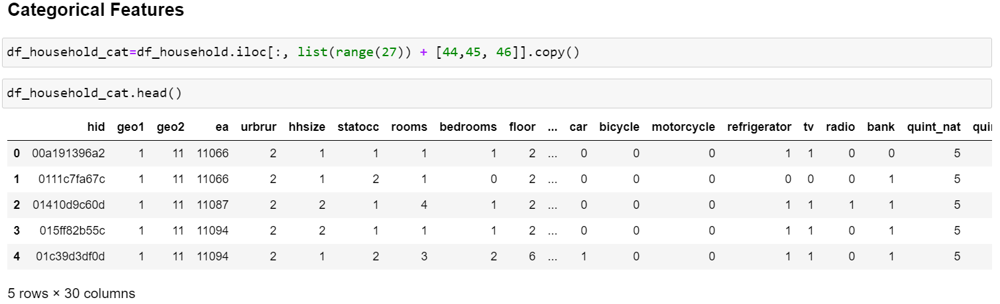 Categorical Features
df_household_cat=df_household.iloc[:, list(range(27)) + [44,45, 46]].copy()
df_household_cat.head()
hid geo1 geo2 ea urbrur hhsize statocc rooms bedrooms floor ... car bicycle motorcycle refrigerator tv radio bank quint_nat
0 00a191396a2 1 11 11066 2 1 1 1 1 2 ... 0 0 0 1 1 0 0 5
1 0111c7fa67c 1 11 11066 2 1 2 1 0 2 ... 0 0 0 0 0 0 1 5
2 01410d9c60d 1 11 11087 2 2 1 4 1 2 ... 0 0 0 1 1 1 1 5
3 015ff82b55c 1 11 11094 2 2 1 1 1 2 ... 0 0 0 1 1 0 1 5
4 01c39d3df0d 1 11 11094 2 1 2 3 2 6 ... 1 0 0 1 1 0 1 5
5 rows × 30 columns